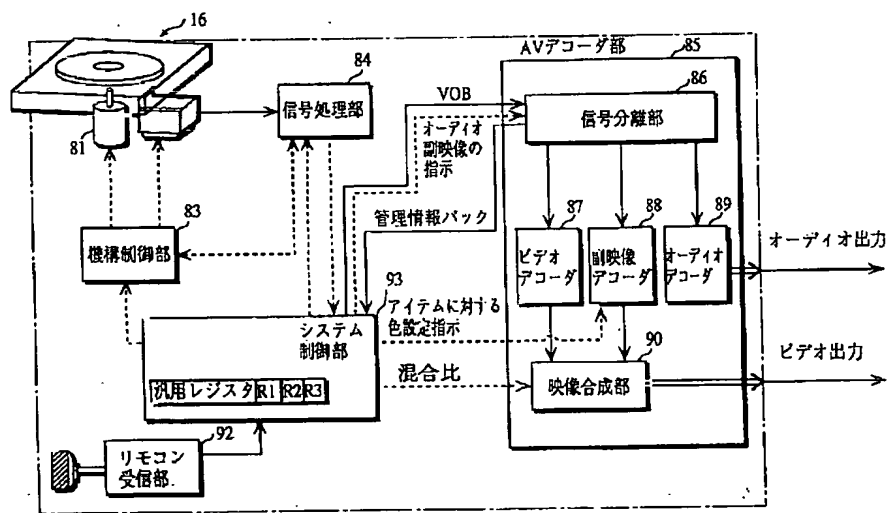 16
AVデコーダ部
85
84
信号処理部
VOB
86
信号分離部
81
オーディオ
副映像の
指示
83
機構制御部
管理情報パック
87
ビデオ
デコーダ
88
副映像
デコーダ
89
オーディオ
デコーダ
オーディオ出力
93
システム
制御部
アイテムに対する
色設定指示
汎用レジスタ R1 R2 R3
混合比
90
映像合成部
ビデオ出力
92
リモコン
受信部